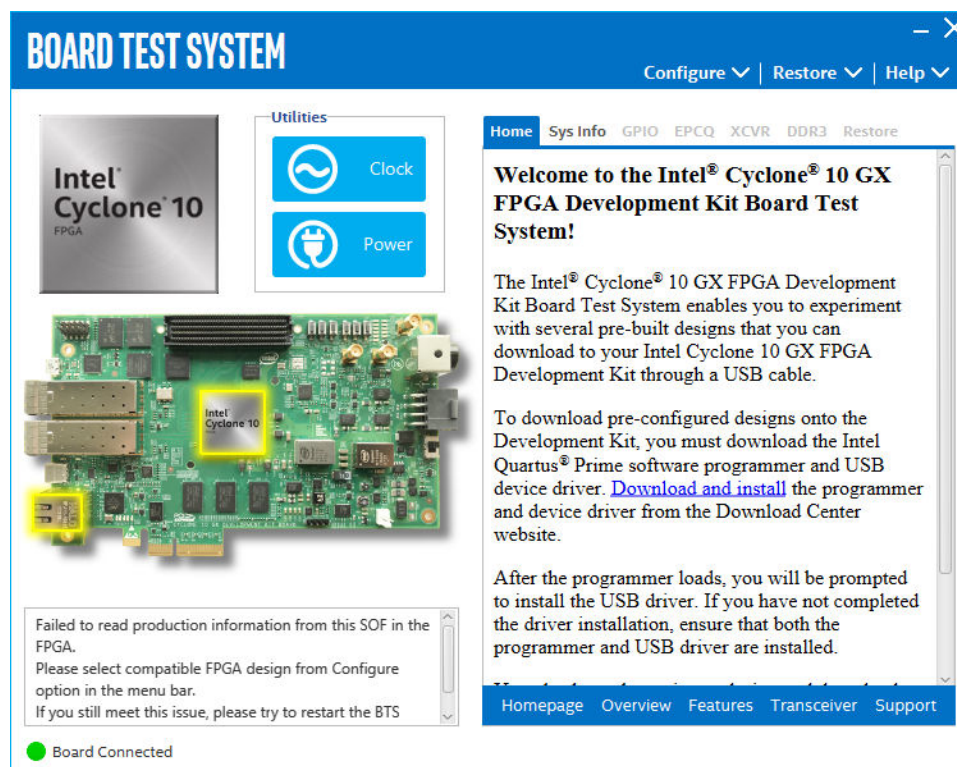 BOARD TEST SYSTEM
Configure
Restore
Help
Intel®
Cyclone® 10
FPGA
Utilities
Clock
Power
Intel
Cyclone 10
CYCLONE 10 GX DEVELOPMENT KIT BOARD
Failed to read production information from this SOF in the
FPGA.
Please select compatible FPGA design from Configure
option in the menu bar.
If you still meet this issue, please try to restart the BTS
Board Connected
Home Sys Info GPIO EPCQ XCVR DDR3 Restore
Welcome to the Intel® Cyclone® 10 GX
FPGA Development Kit Board Test
System!
The Intel® Cyclone® 10 GX FPGA Development
Kit Board Test System enables you to experiment
with several pre-built designs that you can
download to your Intel Cyclone 10 GX FPGA
Development Kit through a USB cable.
To download pre-configured designs onto the
Development Kit, you must download the Intel
Quartus® Prime software programmer and USB
device driver. Download and install the programmer
and device driver from the Download Center
website.
After the programmer loads, you will be prompted
to install the USB driver. If you have not completed
the driver installation, ensure that both the
programmer and USB driver are installed.
Homepage Overview Features Transceiver Support